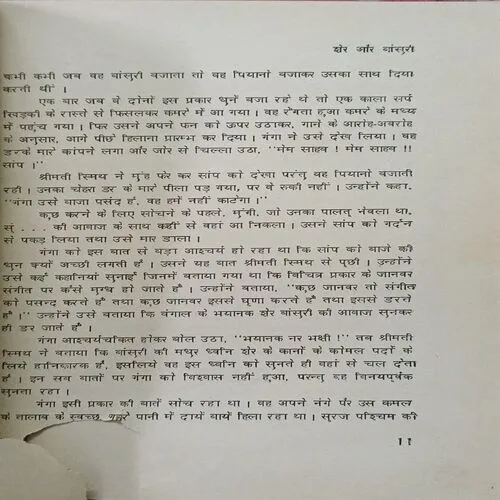 शेर और बांसुरी
कभी कभी जब वह बांसुरी बजाता तो वह पियानो बजाकर उसका साथ दिया
करती थीं ।
एक बार जब वे दोनों इस प्रकार धुनें बजा रहे थे तो एक काला सर्प
खिड़की के रास्ते से फिसलकर कमरे में आ गया । वह रेंगता हुआ कमरे के मध्य
में पहुंच गया । फिर उसने अपने फन को ऊपर उठाकर, गाने के आरोह-अवरोह
के अनुसार, आगे पीछे हिलाना प्रारम्भ कर दिया । गंगा ने उसे देख लिया । वह
डरके मारे कांपने लगा और जोर से चिल्ला उठा, "मेम साहब ! मेम साहब !!
सांप ।"
श्रीमती स्मिथ ने मुंह फेर कर सांप को देखा परंतु वह पियानो बजाती
रहीं । उनका चेहरा डर के मारे पीला पड़ गया, पर वे रुकी नहीं । उन्होंने कहा,
"गंगा उसे बाजा पसंद है, वह हमें नहीं काटेगा ।"
कुछ करने के लिए सोचने के पहले, मुंगी, जो उनका पालतू नेवला था,
सुं . . . की आवाज के साथ कहीं से वहां आ निकला । उसने सांप को गर्दन
से पकड़ लिया तथा उसे मार डाला ।
गंगा को इस बात से बड़ा आश्चर्य हो रहा था कि सांप को बाजे की
धुन क्यों अच्छी लगती है । उसने यह बात श्रीमती स्मिथ से पूछी । उन्होंने
उसे कई कहानियां सुनाईं जिनमें बताया गया था कि विचित्र प्रकार के जानवर
संगीत पर कैसे मुग्ध हो जाते हैं । उन्होंने बताया, "कुछ जानवर तो संगीत
को पसन्द करते हैं तथा कुछ जानवर इससे घृणा करते हैं तथा इससे डरते
हैं ।" उन्होंने उसे बताया कि बंगाल के भयानक शेर बांसुरी की आवाज सुनकर
ही डर जाते हैं ।
गंगा आश्चर्यचकित होकर बोल उठा, "भयानक नर भक्षी !" तब श्रीमती
स्मिथ ने बताया कि बांसुरी की मधुर ध्वनि शेर के कानों के कोमल पर्दों के
लिये हानिकारक है, इसलिये वह इस ध्वनि को सुनते ही वहां से चल देता
है । इन सब बातों पर गंगा को विश्वास नहीं हुआ, परन्तु वह विनयपूर्वक
सुनता रहा ।
गंगा इसी प्रकार की बातें सोच रहा था । वह अपने नंगे पैर उस कमल
के तालाब के स्वच्छ, गहरे पानी में दायें बायें हिला रहा था । सूरज पश्चिम की
11